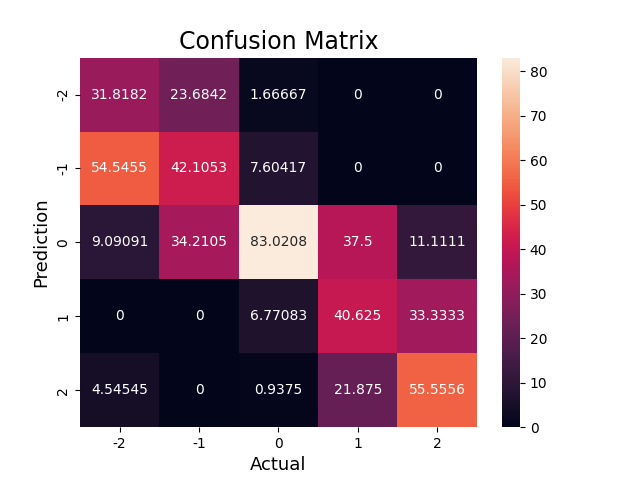 Confusion Matrix
80
-2 31.8182 23.6842 1.66667 0 0
70
60
-1 54.5455 42.1053 7.60417 0 0
50
Prediction
0 9.09091 34.2105 83.0208 37.5 11.1111
40
30
1 0 0 6.77083 40.625 33.3333
20
2 4.54545 0 0.9375 21.875 55.5556
10
0
-2 -1 0 1 2
Actual